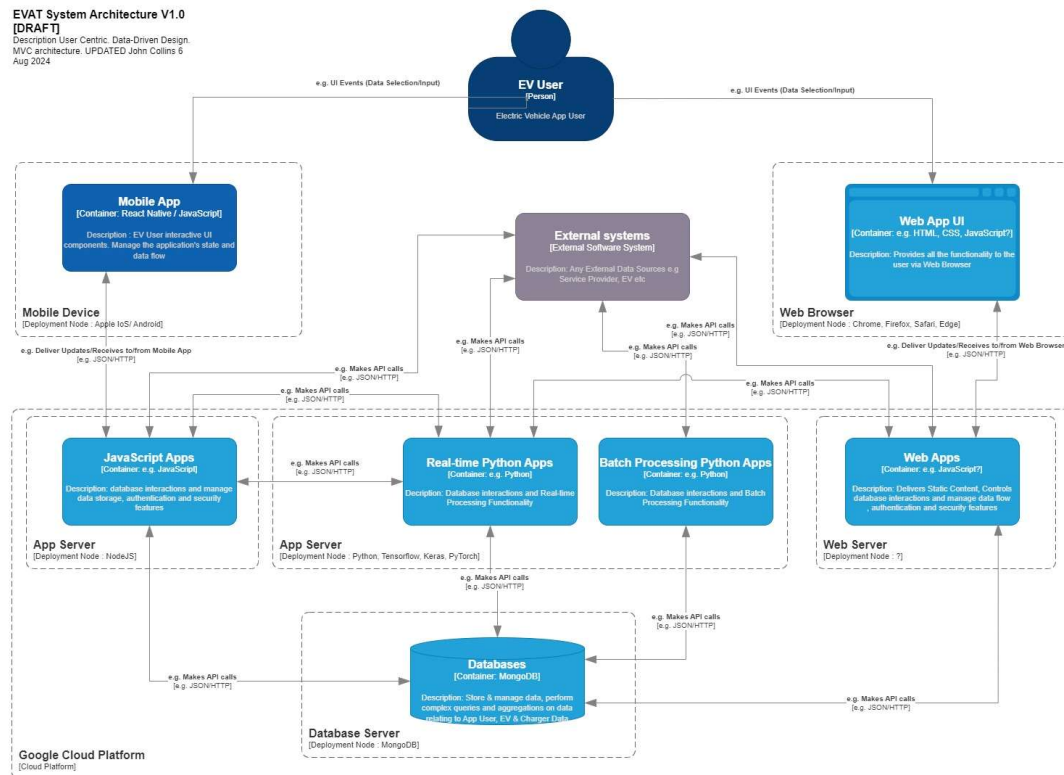 EVAT System Architecture V1.0
[DRAFT]
Description User Centric. Data-Driven Design.
MVC architecture. UPDATED John Collins 6
Aug 2024
EV User
[Person]
Electric Vehicle App User
e.g. UI Events (Data Selection/Input)
e.g. UI Events (Data Selection/Input)
Mobile App
[Container: React Native / JavaScript]
Description : EV User interactive UI
components. Manage the application's state and
data flow
Mobile Device
[Deployment Node : Apple IoS/ Android]
External systems
[External Software System]
Description: Any External Data Sources e.g
Service Provider, EV etc
Web App UI
[Container: e.g. HTML, CSS, JavaScript?]
Description: Provides all the functionality to the
user via Web Browser
Web Browser
[Deployment Node : Chrome, Firefox, Safari, Edge]
e.g. Deliver Updates/Receives to/from Mobile App
[e.g. JSON/HTTP]
e.g. Makes API calls
[e.g. JSON/HTTP]
e.g. Makes API calls
[e.g. JSON/HTTP]
e.g. Makes API calls
[e.g. JSON/HTTP]
e.g. Deliver Updates/Receives to/from Web Browser
[e.g. JSON/HTTP]
e.g. Makes API calls
[e.g. JSON/HTTP]
e.g. Makes API calls
[e.g. JSON/HTTP]
e.g. Makes API calls
[e.g. JSON/HTTP]
JavaScript Apps
[Container: e.g. JavaScript]
Description: database interactions and manage
data storage, authentication and security
features
App Server
[Deployment Node : NodeJS]
e.g. Makes API calls
[e.g. JSON/HTTP]
Real-time Python Apps
[Container: e.g. Python]
Decription: Database interactions and Real-time
Processing Functionality
Batch Processing Python Apps
[Container: e.g. Python]
Description: Database interactions and Batch
Processing Functionality
App Server
[Deployment Node : Python, Tensorflow, Keras, PyTorch]
Web Apps
[Container: e.g. JavaScript?]
Description: Delivers Static Content, Controls
database interactions and manage data flow
, authentication and security features
Web Server
[Deployment Node : ?]
e.g. Makes API calls
[e.g. JSON/HTTP]
e.g. Makes API calls
[e.g. JSON/HTTP]
e.g. Makes API calls
[e.g. JSON/HTTP]
e.g. Makes API calls
[e.g. JSON/HTTP]
Databases
[Container: MongoDB]
Description: Store & manage data, perform
complex queries and aggregations on data
relating to App User, EV & Charger Data
Database Server
[Deployment Node : MongoDB]
Google Cloud Platform
[Cloud Platform]